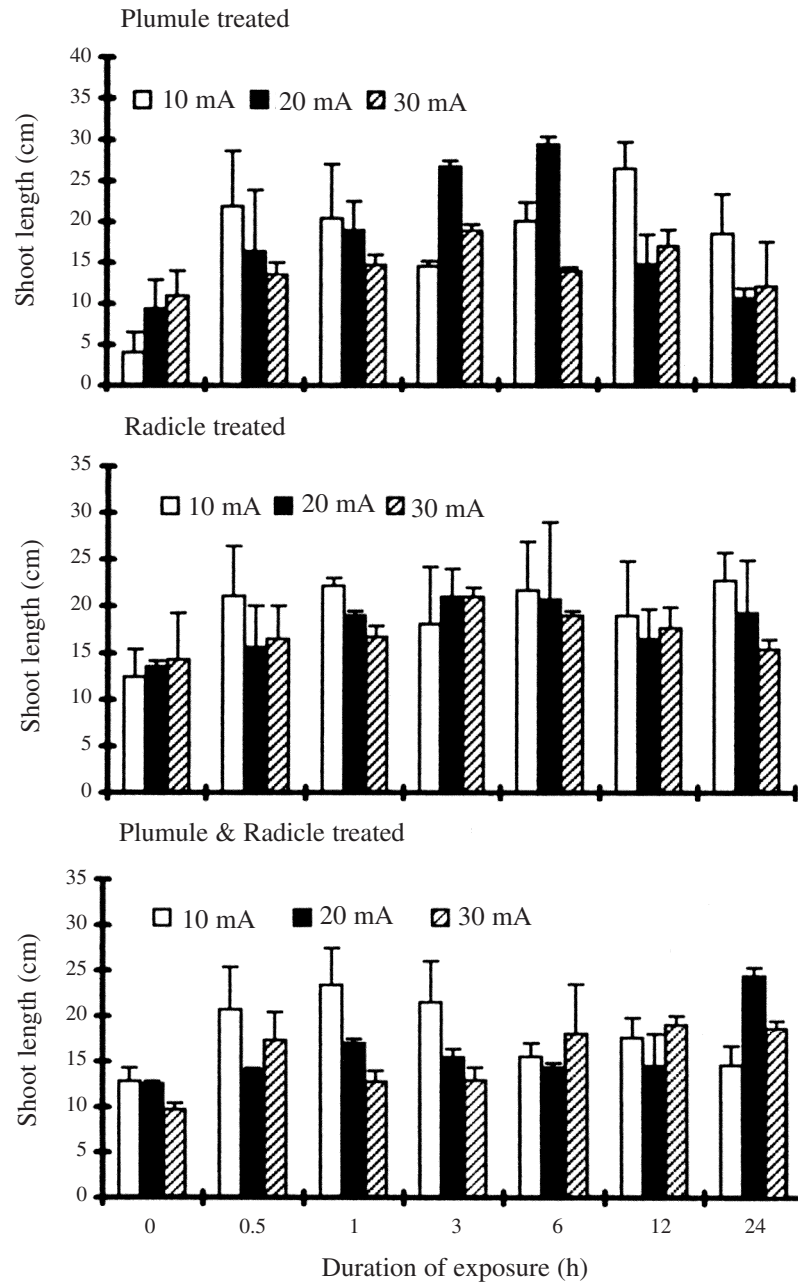 Plumule treated
40
35
30
25
20
15
10
5
0
Shoot length (cm)
10 mA 20 mA 30 mA
Radicle treated
35
30
25
20
15
10
5
0
Shoot length (cm)
10 mA 20 mA 30 mA
Plumule & Radicle treated
35
30
25
20
15
10
5
0
Shoot length (cm)
10 mA 20 mA 30 mA
0 0.5 1 3 6 12 24
Duration of exposure (h)